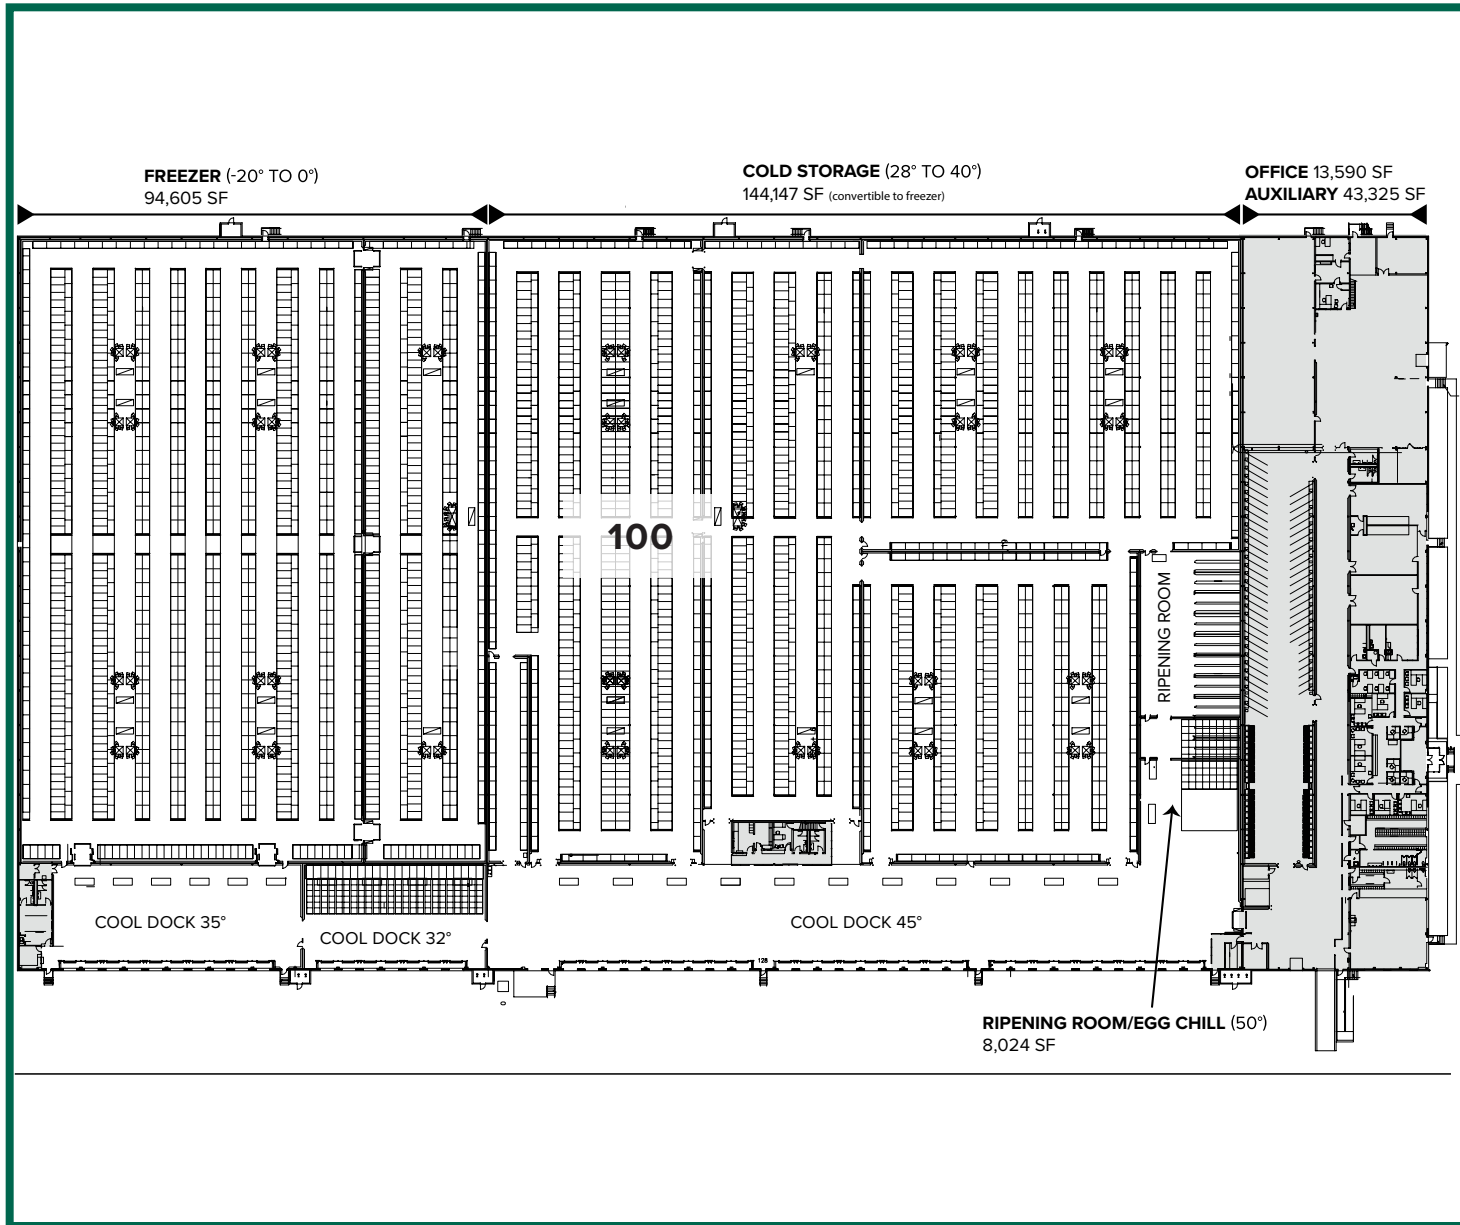 FREEZER (-20° TO 0°)
94,605 SF
COLD STORAGE (28° TO 40°)
144,147 SF (convertible to freezer)
OFFICE 13,590 SF
AUXILIARY 43,325 SF
100
RIPENING ROOM
COOL DOCK 35°
COOL DOCK 32°
COOL DOCK 45°
128
RIPENING ROOM/EGG CHILL (50°)
8,024 SF